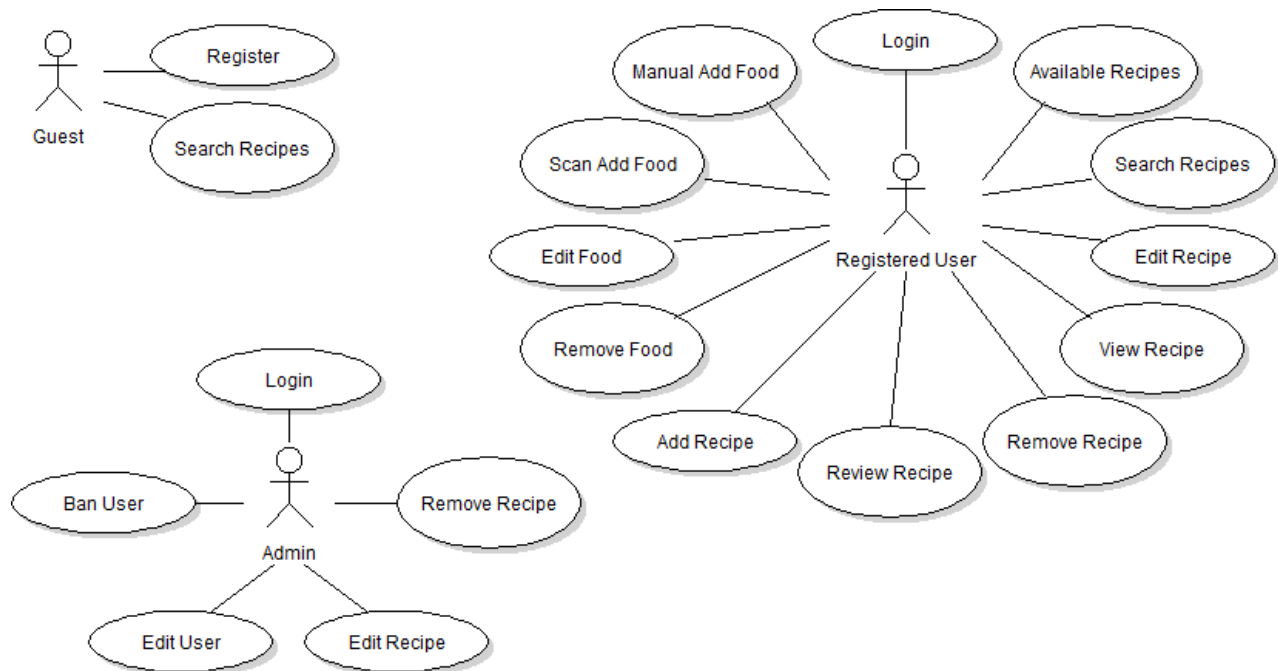 Register
Guest
Search Recipes
Login
Manual Add Food
Available Recipes
Scan Add Food
Search Recipes
Edit Food
Registered User
Edit Recipe
Remove Food
View Recipe
Add Recipe
Review Recipe
Remove Recipe
Login
Ban User
Remove Recipe
Admin
Edit User
Edit Recipe